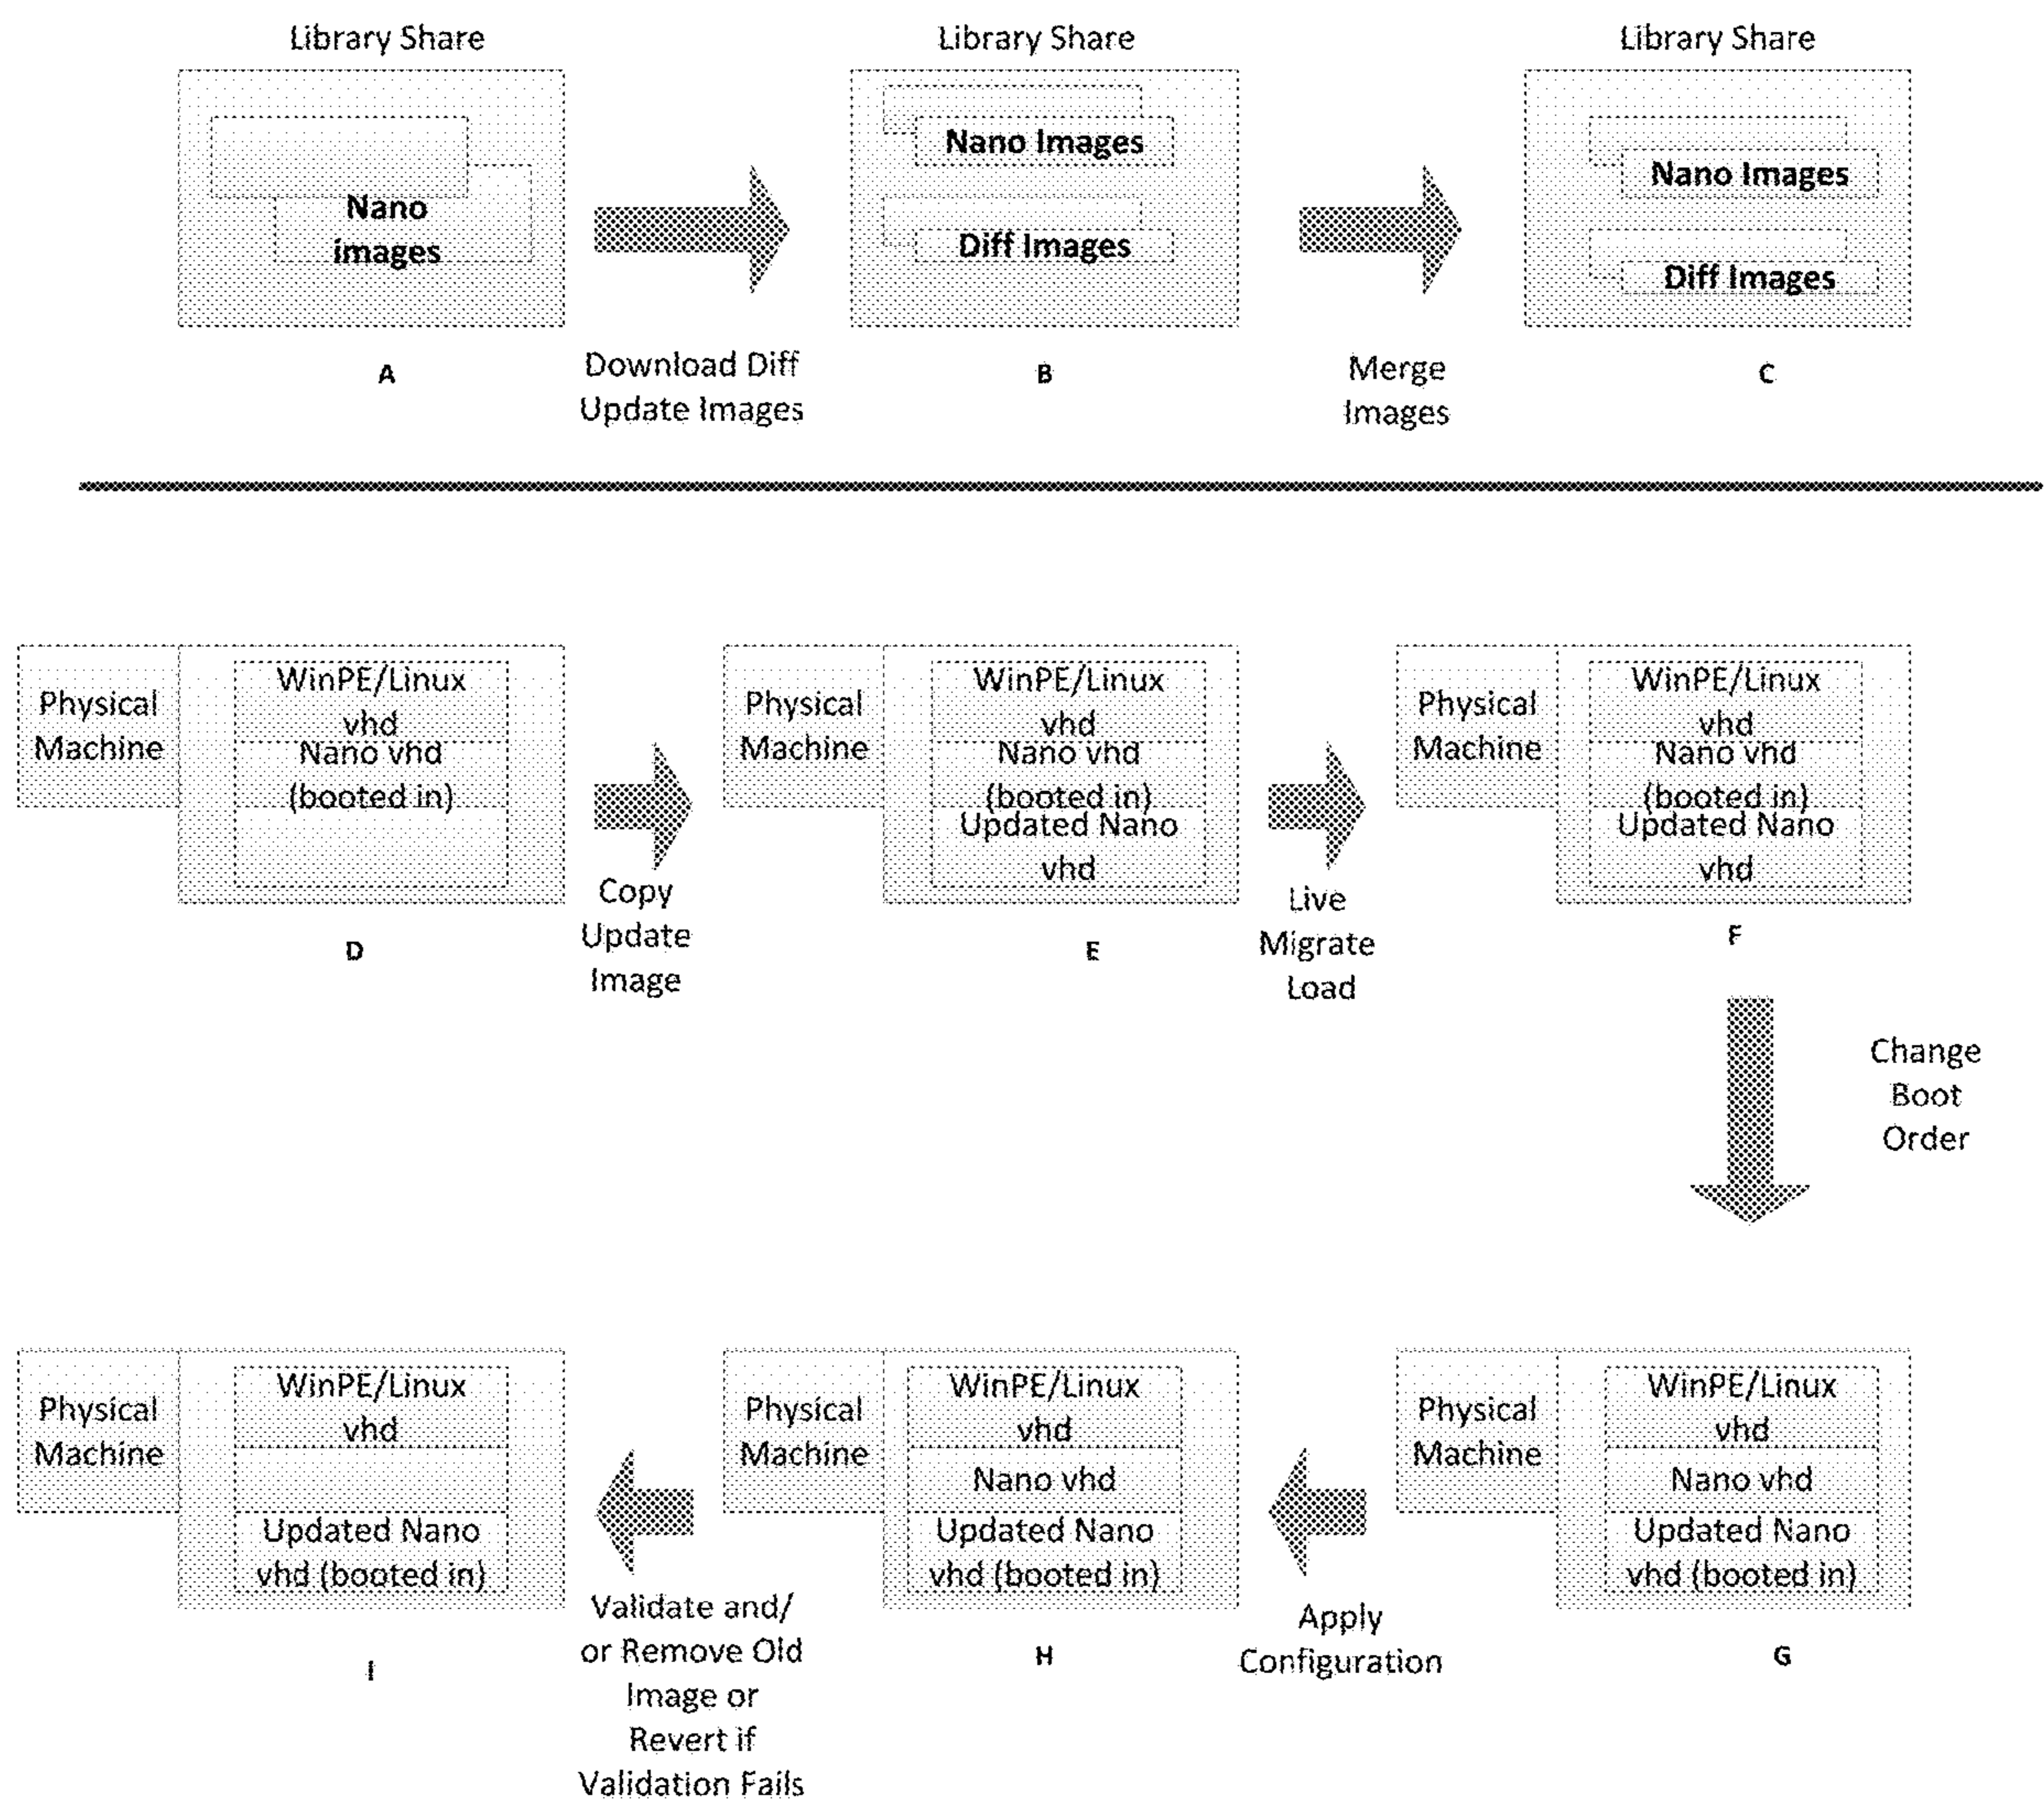 Library Share
Library Share
Library Share
Nano
images
Nano Images
Diff Images
Nano Images
Diff Images
A
Download Diff
Update Images
B
Merge
Images
C
Physical
Machine
WinPE/Linux
vhd
Nano vhd
(booted in)
D
Copy
Update
Image
Physical
Machine
WinPE/Linux
vhd
Nano vhd
(booted in)
Updated Nano
vhd
E
Live
Migrate
Load
Physical
Machine
WinPE/Linux
vhd
Nano vhd
(booted in)
Updated Nano
vhd
F
Change
Boot
Order
Physical
Machine
WinPE/Linux
vhd
Updated Nano
vhd (booted in)
I
Validate and/
or Remove Old
Image or
Revert if
Validation Fails
Physical
Machine
WinPE/Linux
vhd
Nano vhd
Updated Nano
vhd (booted in)
H
Apply
Configuration
Physical
Machine
WinPE/Linux
vhd
Nano vhd
Updated Nano
vhd (booted in)
G